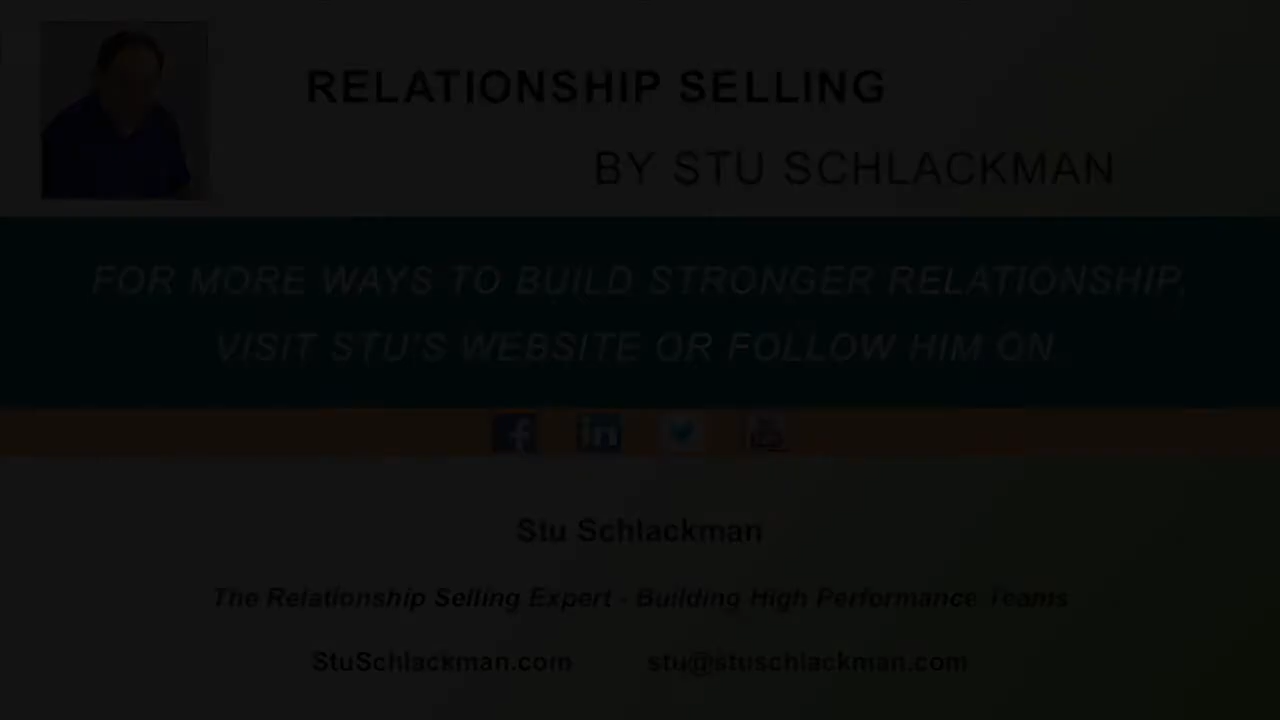 RELATIONSHIP SELLING
BY STU SCHLACKMAN
FOR MORE WAYS TO BUILD STRONGER RELATIONSHIP,
VISIT STU'S WEBSITE OR FOLLOW HIM ON
f in
Stu Schlackman
The Relationship Selling Expert - Building High Performance Teams
StuSchlackman.com stu@stuschlackman.com